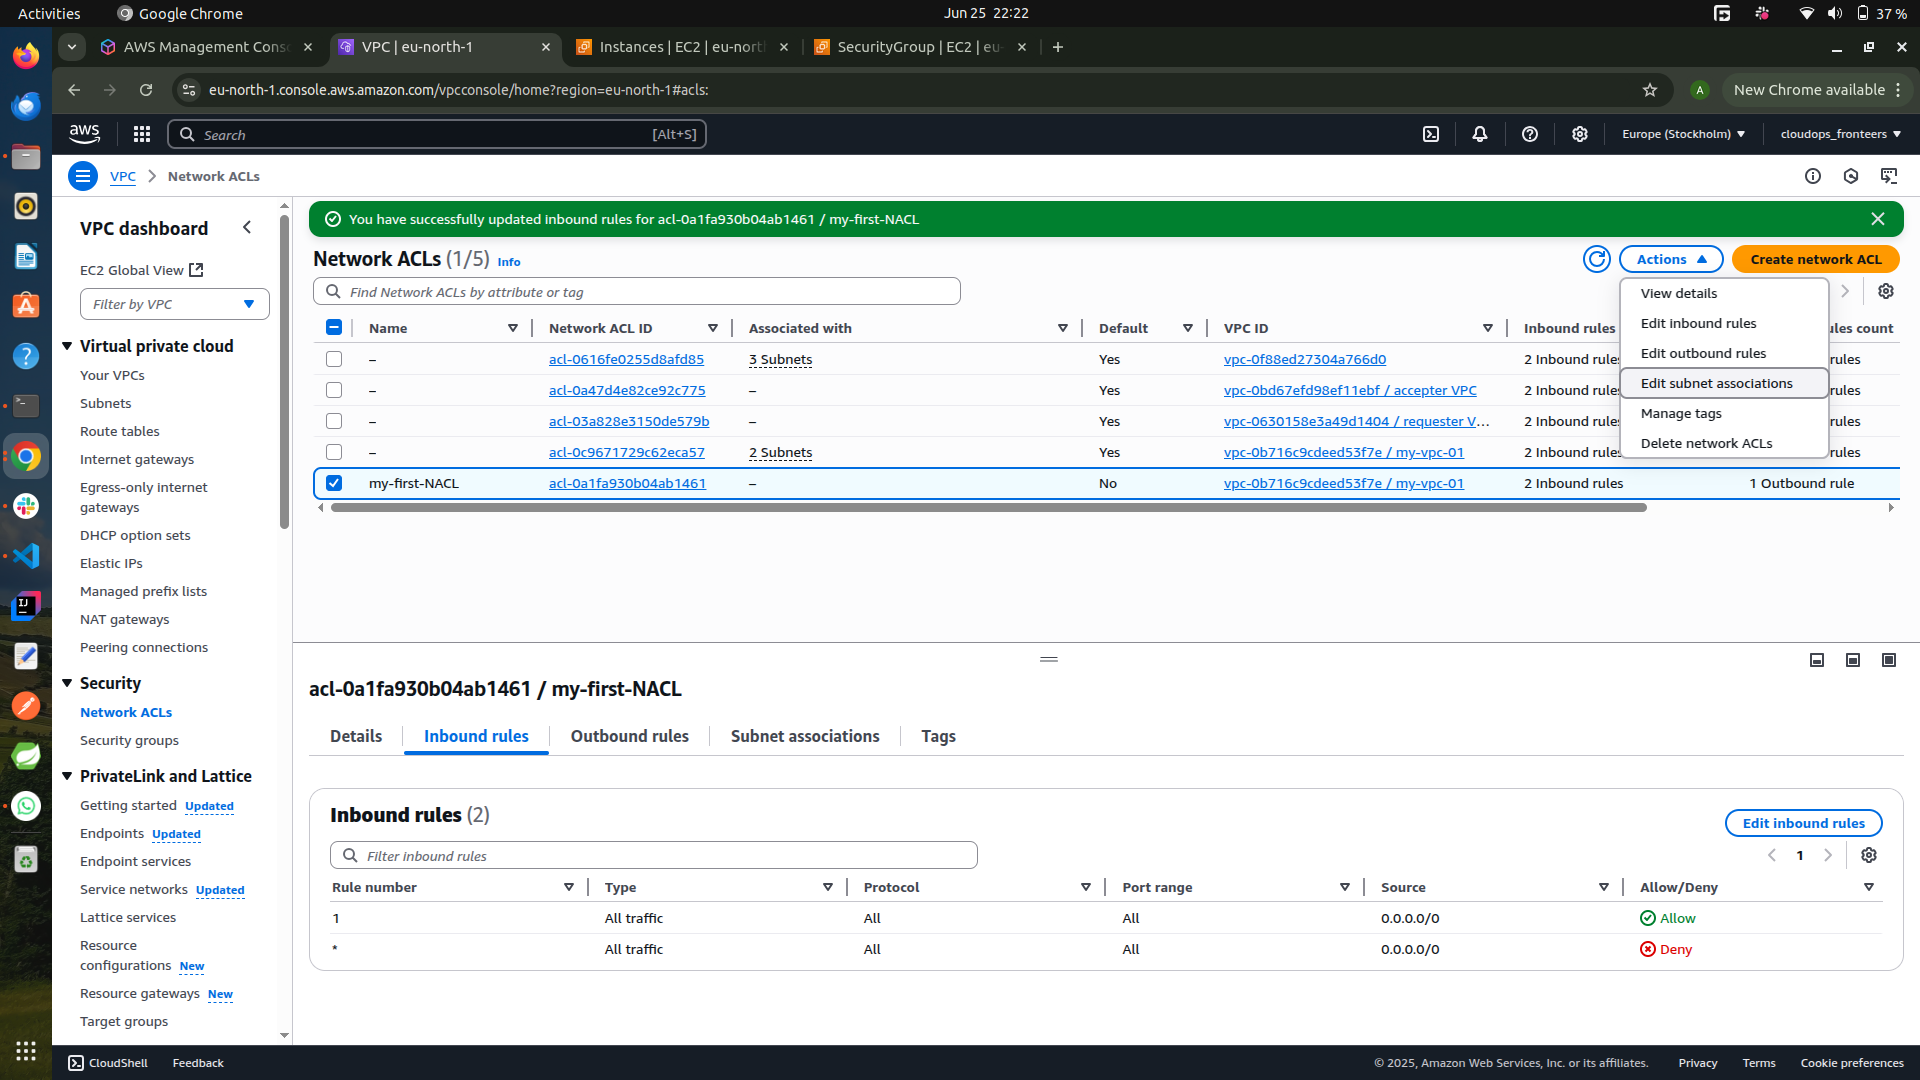 Activities
Google Chrome
Jun 25 22:22
37 %
AWS Management Conso
VPC | eu-north-1
Instances | EC2 | eu-north
SecurityGroup | EC2 | eu-
eu-north-1.console.aws.amazon.com/vpcconsole/home?region=eu-north-1#acls:
A
New Chrome available
aws
Search
[Alt+S]
Europe (Stockholm)
cloudops_fronteers
VPC
Network ACLs
VPC dashboard
EC2 Global View
Filter by VPC
Virtual private cloud
Your VPCs
Subnets
Route tables
Internet gateways
Egress-only internet
gateways
DHCP option sets
Elastic IPs
Managed prefix lists
NAT gateways
Peering connections
Security
Network ACLs
Security groups
PrivateLink and Lattice
Getting started Updated
Endpoints Updated
Endpoint services
Service networks Updated
Lattice services
Resource
configurations New
Resource gateways New
Target groups
You have successfully updated inbound rules for acl-0a1fa930b04ab1461 / my-first-NACL
Network ACLs (1/5) Info
Actions
Create network ACL
Find Network ACLs by attribute or tag
View details
Edit inbound rules
Edit outbound rules
Edit subnet associations
Manage tags
Delete network ACLs
Name Network ACL ID Associated with Default VPC ID Inbound rules ules count
– acl-0616fe0255d8afd85 3 Subnets Yes vpc-0f88ed27304a766d0 2 Inbound rules rules
– acl-0a47d4e82ce92c775 – Yes vpc-0bd67efd98ef11ebf / accepter VPC 2 Inbound rules rules
– acl-03a828e3150de579b – Yes vpc-0630158e3a49d1404 / requester V... 2 Inbound rules rules
– acl-0c9671729c62eca57 2 Subnets Yes vpc-0b716c9cdeed53f7e / my-vpc-01 2 Inbound rules rules
my-first-NACL acl-0a1fa930b04ab1461 – No vpc-0b716c9cdeed53f7e / my-vpc-01 2 Inbound rules 1 Outbound rule
acl-0a1fa930b04ab1461 / my-first-NACL
Details
Inbound rules
Outbound rules
Subnet associations
Tags
Inbound rules (2)
Edit inbound rules
Filter inbound rules
1
Rule number Type Protocol Port range Source Allow/Deny
1 All traffic All All 0.0.0.0/0 Allow
* All traffic All All 0.0.0.0/0 Deny
CloudShell
Feedback
© 2025, Amazon Web Services, Inc. or its affiliates.
Privacy
Terms
Cookie preferences